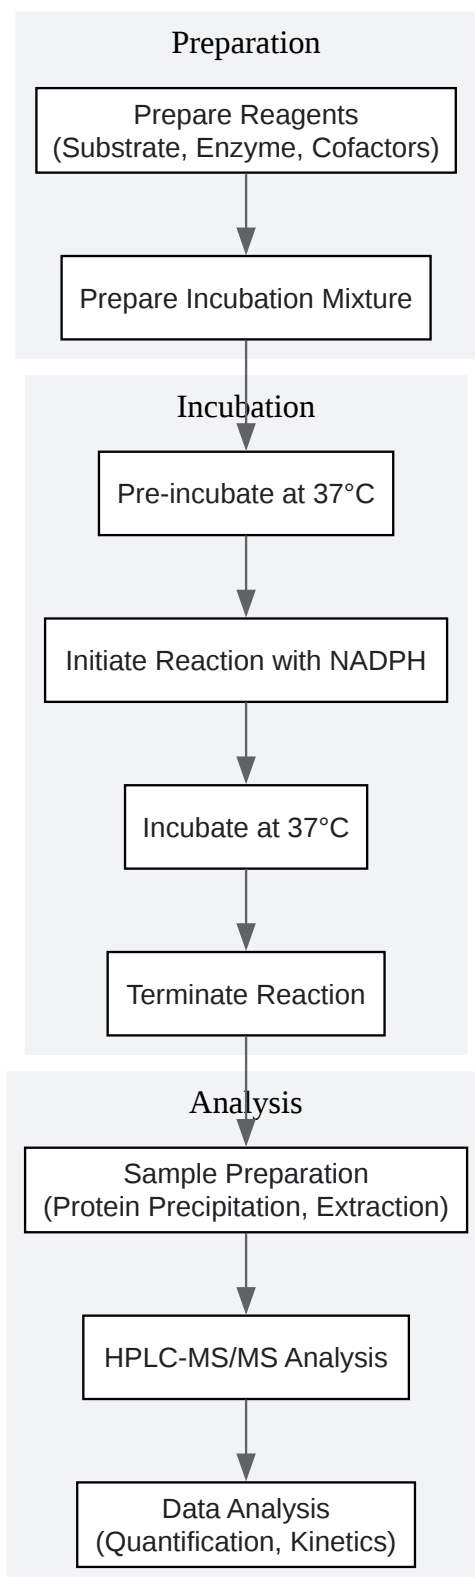 Preparation
Prepare Reagents
(Substrate, Enzyme, Cofactors)
Prepare Incubation Mixture
Incubation
Pre-incubate at 37°C
Initiate Reaction with NADPH
Incubate at 37°C
Terminate Reaction
Analysis
Sample Preparation
(Protein Precipitation, Extraction)
HPLC-MS/MS Analysis
Data Analysis
(Quantification, Kinetics)